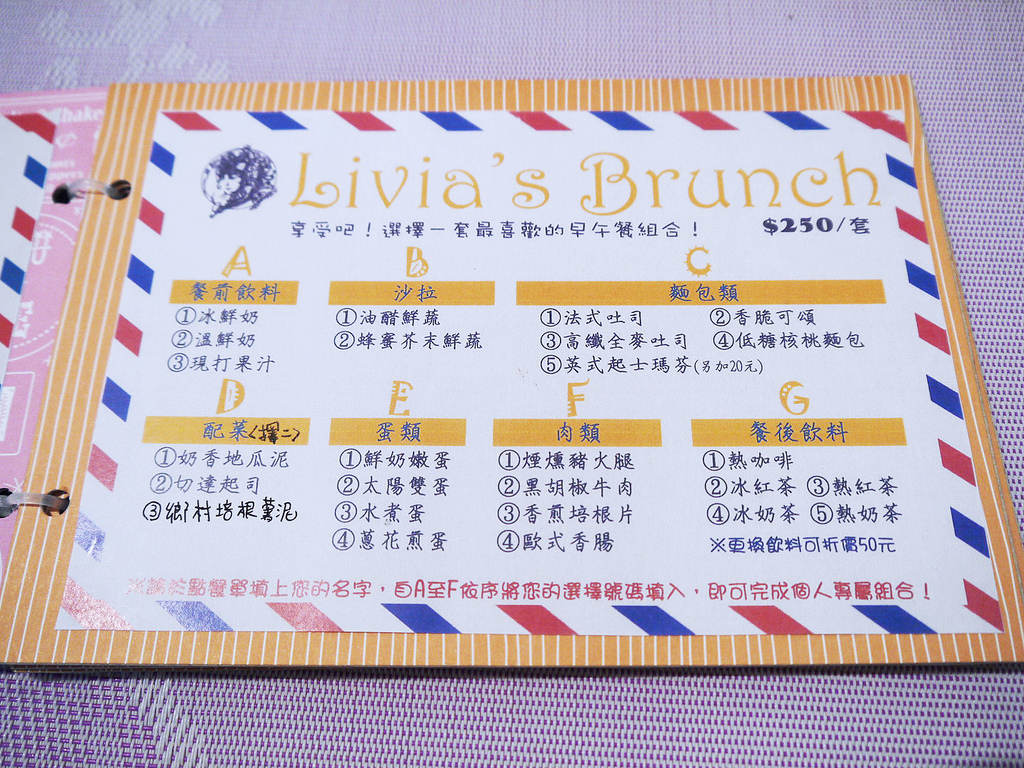 Livia's Brunch
享受吧！選擇一套最喜歡的早午餐組合！ $250/套
A
餐前飲料
①冰鮮奶
②溫鮮奶
③現打果汁
B
沙拉
①油醋鮮蔬
②蜂蜜芥末鮮蔬
C
麵包類
①法式吐司 ②香脆可頌
③高纖全麥吐司 ④低糖核桃麵包
⑤英式起士瑪芬(另加20元)
D
配菜(擇二)
①奶香地瓜泥
②切達起司
③鄉村培根薯泥
E
蛋類
①鮮奶嫩蛋
②太陽雙蛋
③水煮蛋
④蔥花煎蛋
F
肉類
①煙燻豬火腿
②黑胡椒牛肉
③香煎培根片
④歐式香腸
G
餐後飲料
①熱咖啡
②冰紅茶 ③熱紅茶
④冰奶茶 ⑤熱奶茶
※更換飲料可折價50元
點餐單填上您的名字，自A至F依序將您的選擇號碼填入，即可完成個人專屬組合！